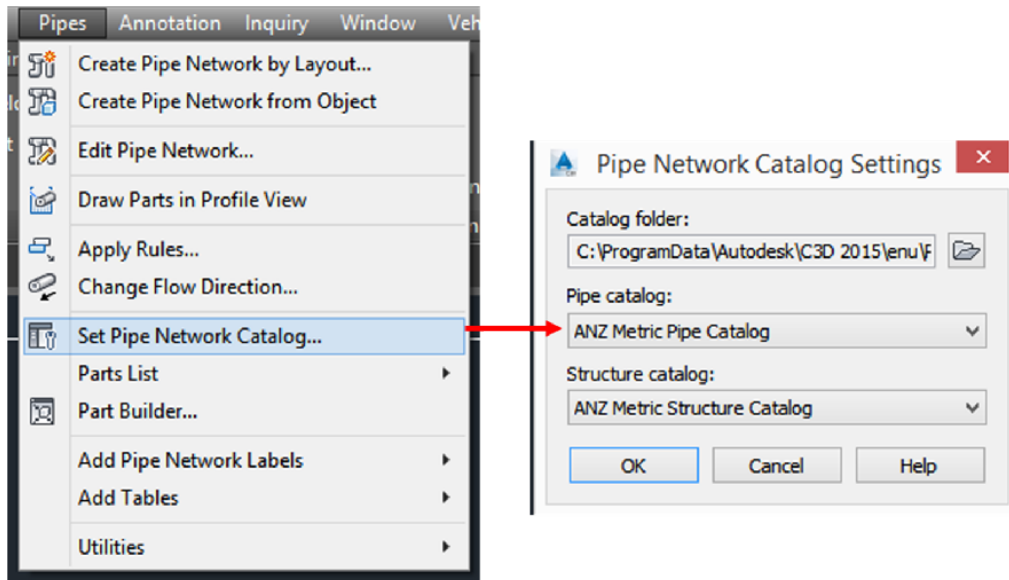 Pipes Annotation Inquiry Window Veh
Create Pipe Network by Layout...
Create Pipe Network from Object
Edit Pipe Network...
Draw Parts in Profile View
Apply Rules...
Change Flow Direction...
Set Pipe Network Catalog...
Parts List
Part Builder...
Add Pipe Network Labels
Add Tables
Utilities
Pipe Network Catalog Settings
Catalog folder:
C:\ProgramData\Autodesk\C3D 2015\enu\F
Pipe catalog:
ANZ Metric Pipe Catalog
Structure catalog:
ANZ Metric Structure Catalog
OK Cancel Help